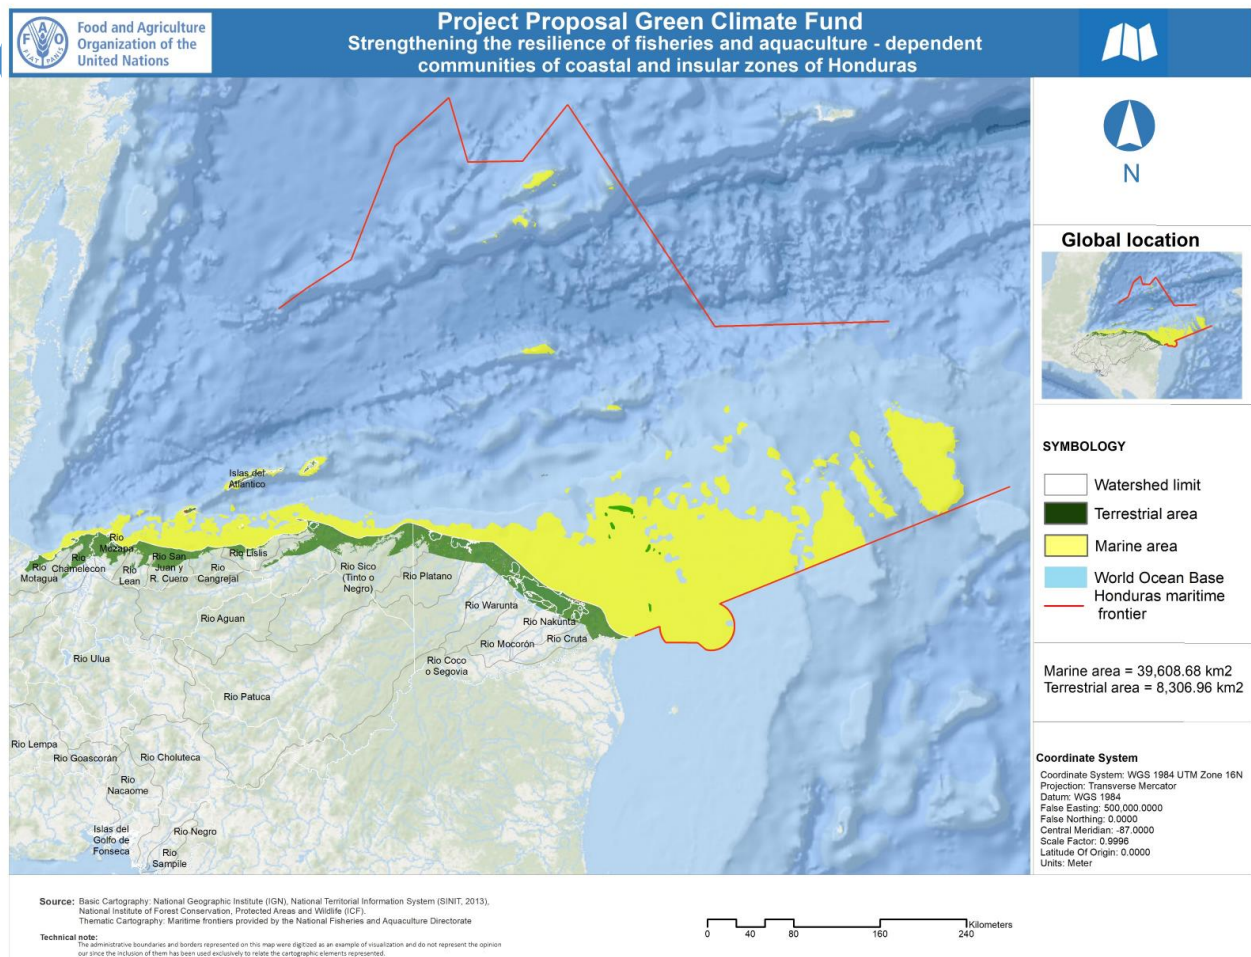 Food and Agriculture
Organization of the
United Nations
Project Proposal Green Climate Fund
Strengthening the resilience of fisheries and aquaculture - dependent
communities of coastal and insular zones of Honduras
N
Global location
SYMBOLOGY
Watershed limit
Terrestrial area
Marine area
World Ocean Base
Honduras maritime
frontier
Marine area = 39,608.68 km2
Terrestrial area = 8,306.96 km2
Coordinate System
Coordinate System: WGS 1984 UTM Zone 16N
Projection: Transverse Mercator
Datum: WGS 1984
False Easting: 500,000.0000
False Northing: 0.0000
Central Meridian: -87.0000
Scale Factor: 0.9996
Latitude Of Origin: 0.0000
Units: Meter
Islas del
Atlantico
Rio
Motagua
Rio
Chamelecon
Rio
Mozapa
Rio
Lean
Rio San
Juan y
R. Cuero
Rio
Cangrejal
Rio Lislis
Rio Sico
(Tinto o
Negro)
Rio Platano
Rio Warunta
Rio Nakunta
Rio Mocorón
Rio Cruta
Rio Coco
o Segovia
Rio Aguan
Rio Ulua
Rio Patuca
Rio Lempa
Rio Goascorán
Rio Choluteca
Rio
Nacaome
Islas del
Golfo de
Fonseca
Rio Negro
Rio
Sampile
Source: Basic Cartography: National Geographic Institute (IGN), National Territorial Information System (SINIT, 2013),
National Institute of Forest Conservation, Protected Areas and Wildlife (ICF).
Thematic Cartography: Maritime frontiers provided by the National Fisheries and Aquaculture Directorate
Technical note:
The administrative boundaries and borders represented on this map were digitized as an example of visualization and do not represent the opinion
our since the inclusion of them has been used exclusively to relate the cartographic elements represented.
Kilometers
0 40 80 160 240